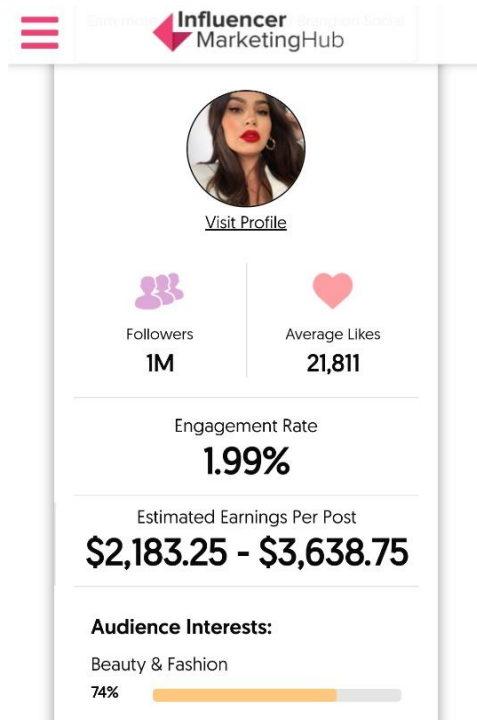 Influencer
MarketingHub
Visit Profile
Followers
1M
Average Likes
21,811
Engagement Rate
1.99%
Estimated Earnings Per Post
$2,183.25 - $3,638.75
Audience Interests:
Beauty & Fashion
74%